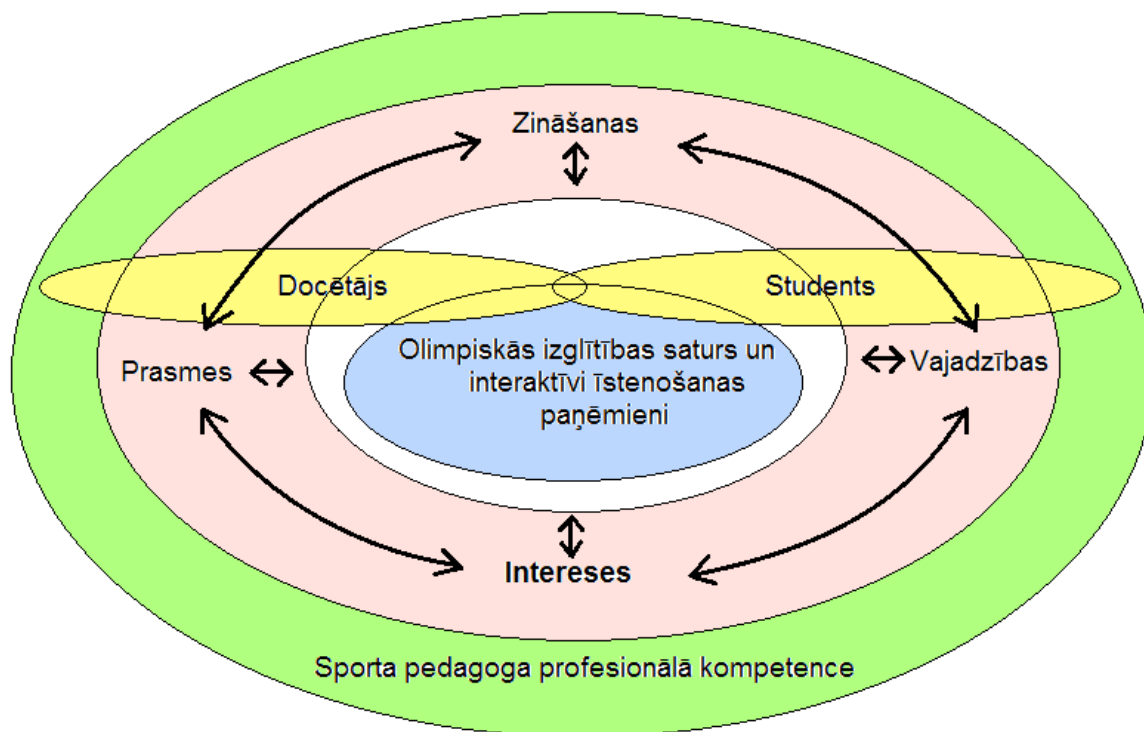 Zināšanas
Docētājs
Students
Olimpiskās izglītības saturs un
interaktīvi īstenošanas
paņēmieni
Prasmes
Vajadzības
Intereses
Sporta pedagoga profesionālā kompetence